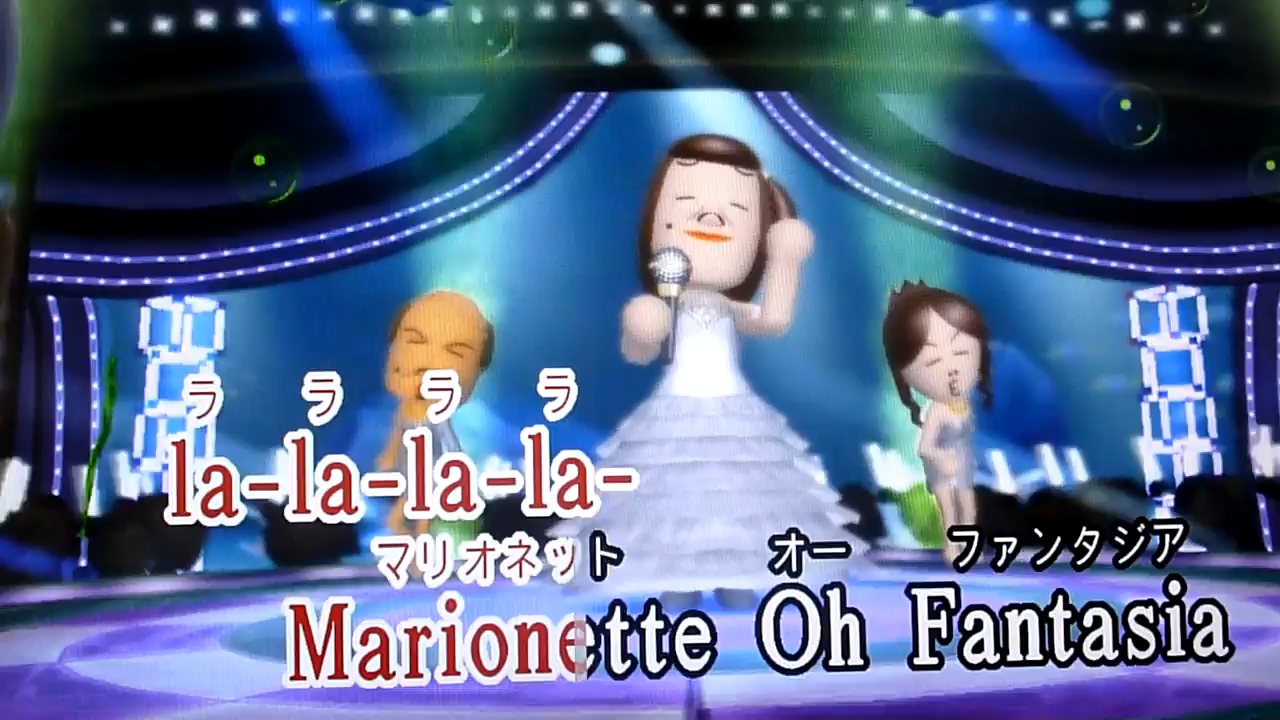 ラ ラ ラ ラ
la-la-la-la-
マリオネット オー ファンタジア
Marionette Oh Fantasia